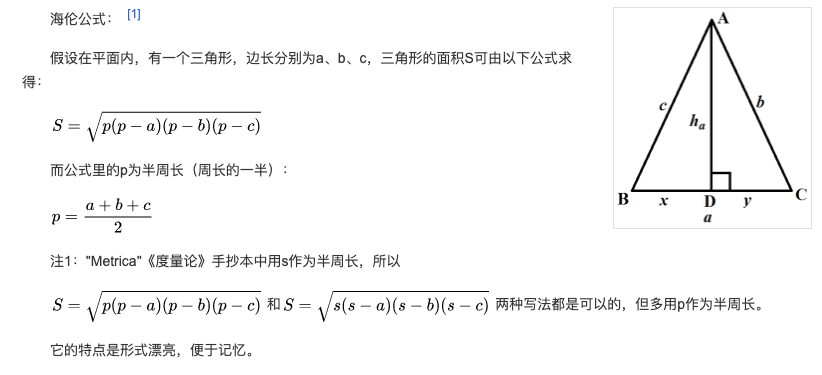 海伦公式： [1]
假设在平面内，有一个三角形，边长分别为a、b、c，三角形的面积S可由以下公式求
得：
S = √(p(p − a)(p − b)(p − c))
而公式里的p为半周长（周长的一半）：
p = (a + b + c)/2
注1："Metrica"《度量论》手抄本中用s作为半周长，所以
S = √(p(p − a)(p − b)(p − c)) 和 S = √(s(s − a)(s − b)(s − c)) 两种写法都是可以的，但多用p作为半周长。
它的特点是形式漂亮，便于记忆。
A
c
b
hₐ
B
x
D
y
C
a